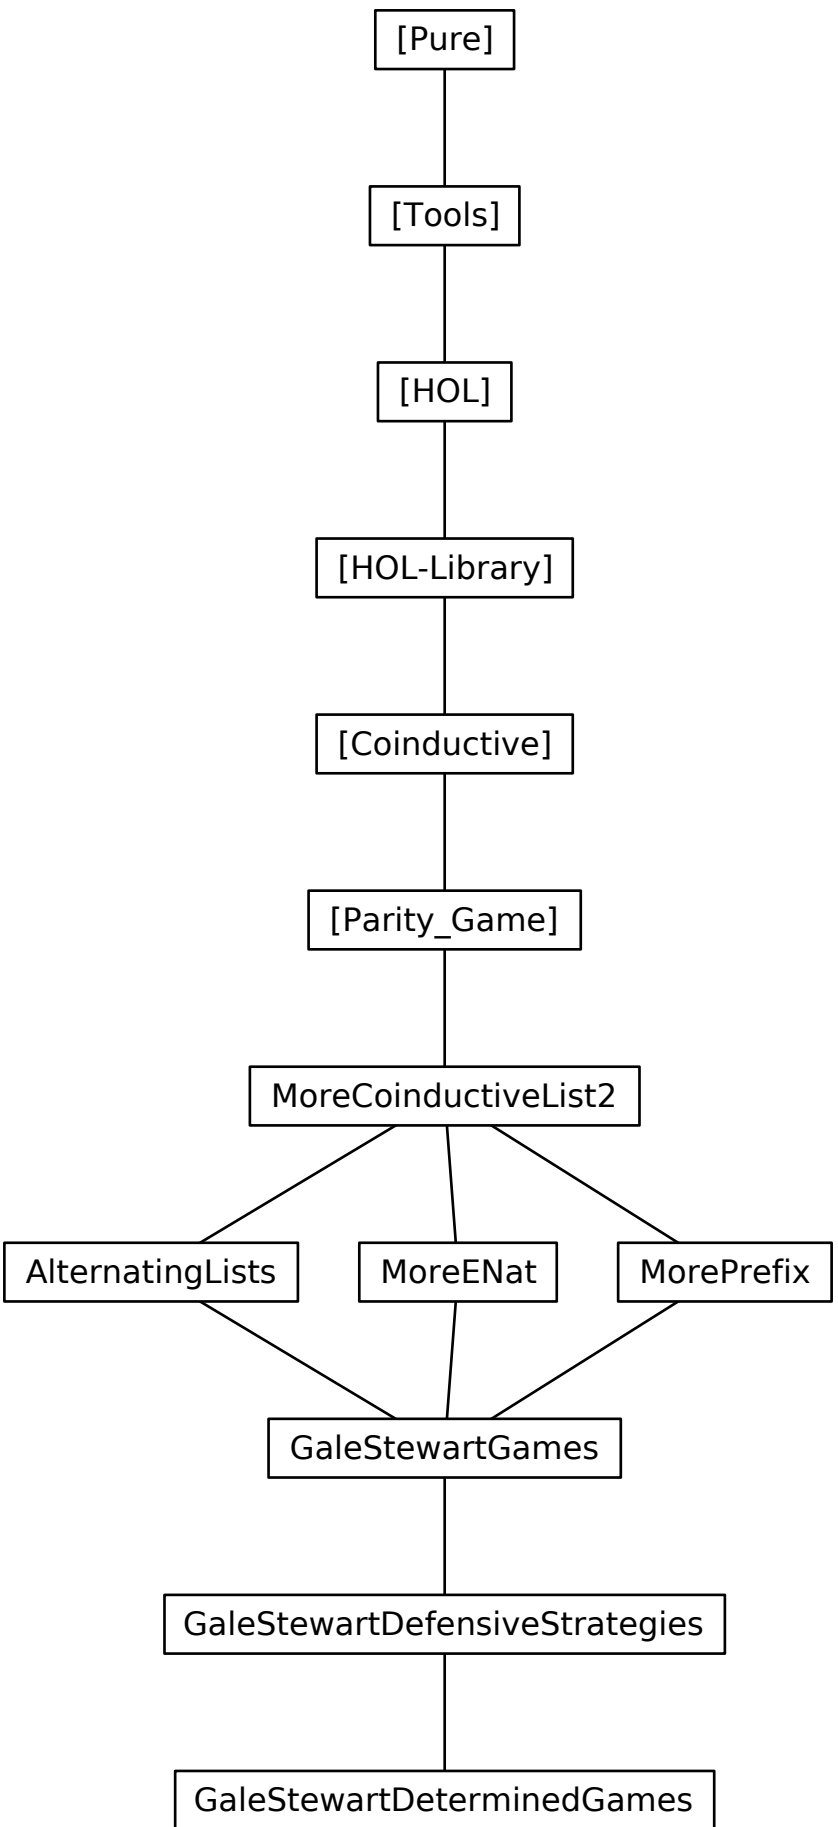 [Pure]
[Tools]
[HOL]
[HOL-Library]
[Coinductive]
[Parity_Game]
MoreCoinductiveList2
AlternatingLists MoreENat MorePrefix
GaleStewartGames
GaleStewartDefensiveStrategies
GaleStewartDeterminedGames